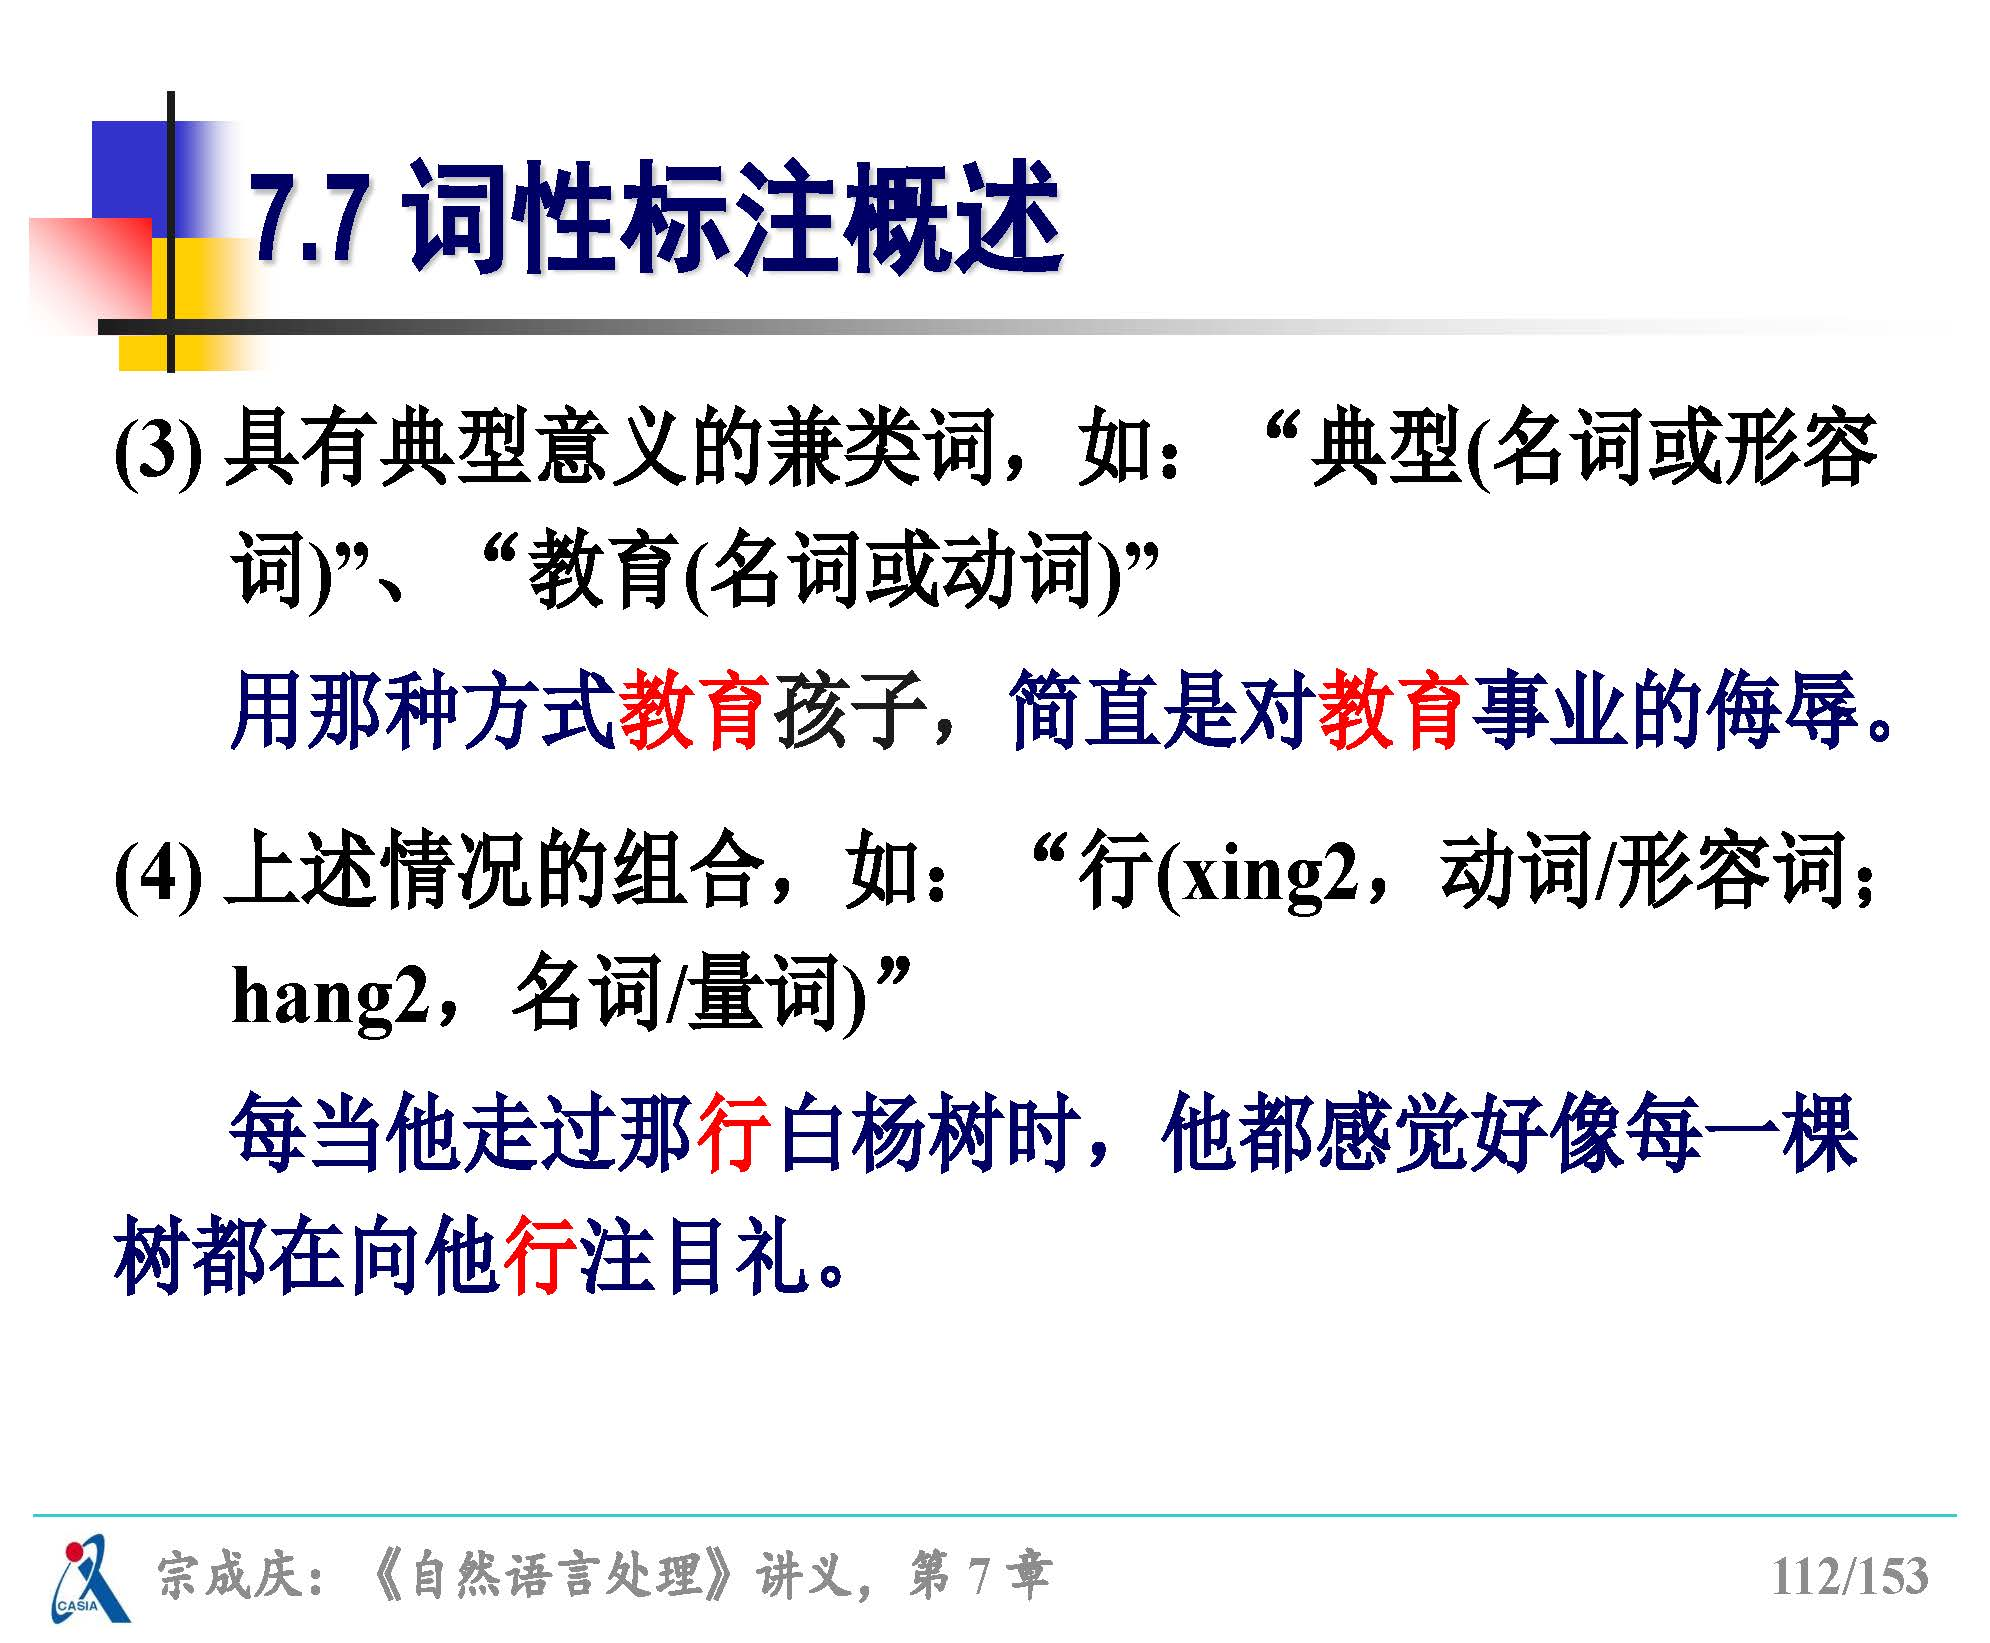 7.7 词性标注概述
(3) 具有典型意义的兼类词，如：“典型(名词或形容
词)”、“教育(名词或动词)”
用那种方式教育孩子，简直是对教育事业的侮辱。
(4) 上述情况的组合，如：“行(xing2，动词/形容词；
hang2，名词/量词)”
每当他走过那行白杨树时，他都感觉好像每一棵
树都在向他行注目礼。
CASIA
宗成庆：《自然语言处理》讲义，第 7 章
112/153